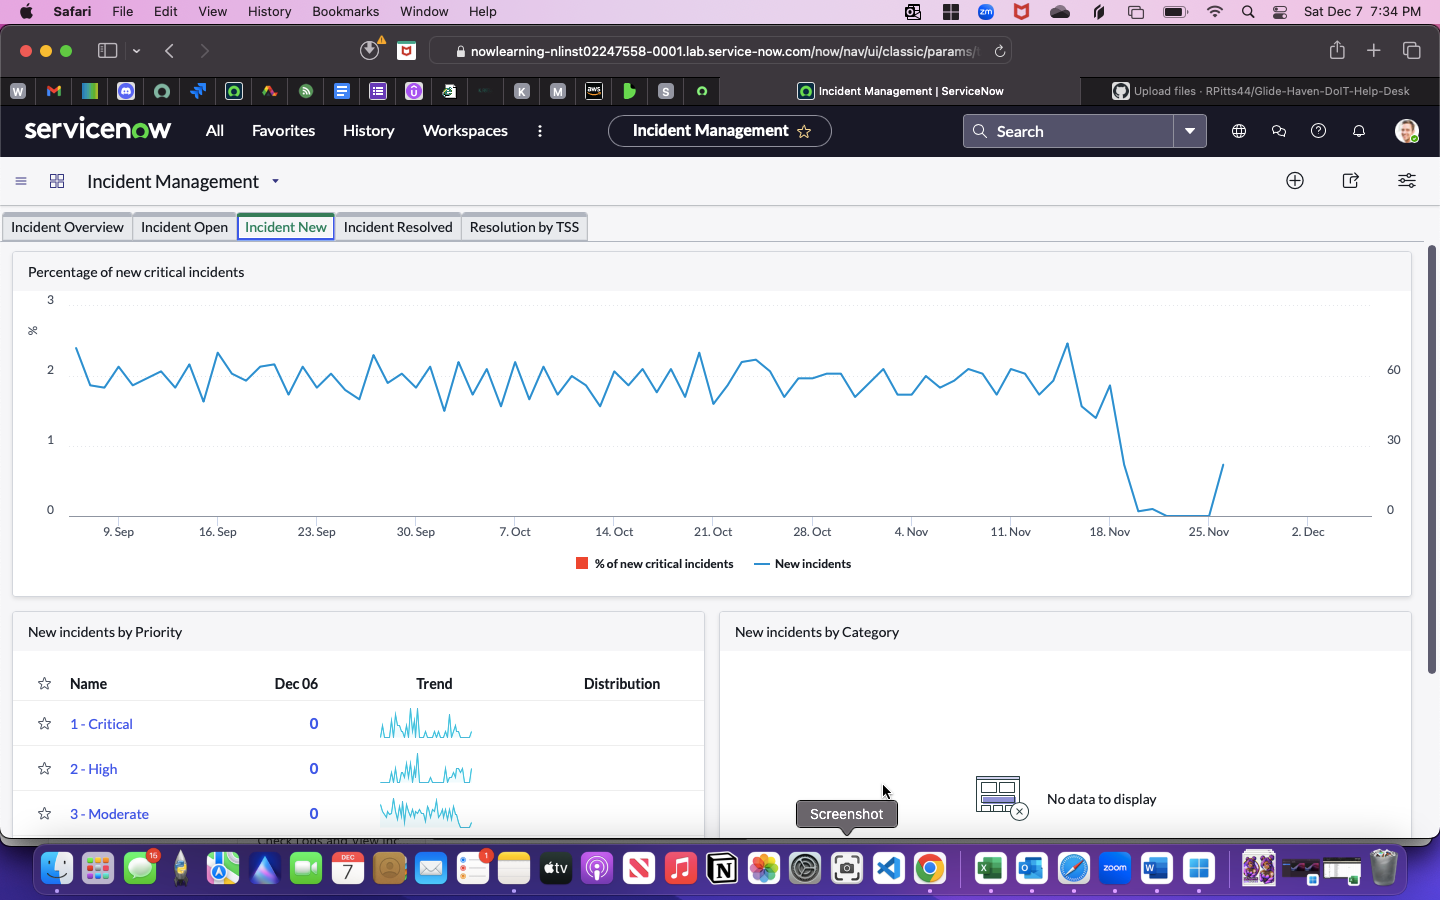 Safari File Edit View History Bookmarks Window Help zm Sat Dec 7 7:34 PM
nowlearning-nlinst02247558-0001.lab.service-now.com/now/nav/ui/classic/params/
W K M aws S Incident Management | ServiceNow Upload files · RPitts44/Glide-Haven-DoIT-Help-Desk
servicenow All Favorites History Workspaces Incident Management Search
Incident Management
Incident Overview Incident Open Incident New Incident Resolved Resolution by TSS
Percentage of new critical incidents
3
%
2 60
1 30
0 0
9. Sep 16. Sep 23. Sep 30. Sep 7. Oct 14. Oct 21. Oct 28. Oct 4. Nov 11. Nov 18. Nov 25. Nov 2. Dec
% of new critical incidents New incidents
New incidents by Priority New incidents by Category
Name Dec 06 Trend Distribution
1 - Critical 0
2 - High 0
3 - Moderate 0
No data to display
Screenshot
16 DEC 7 1 tv zoom